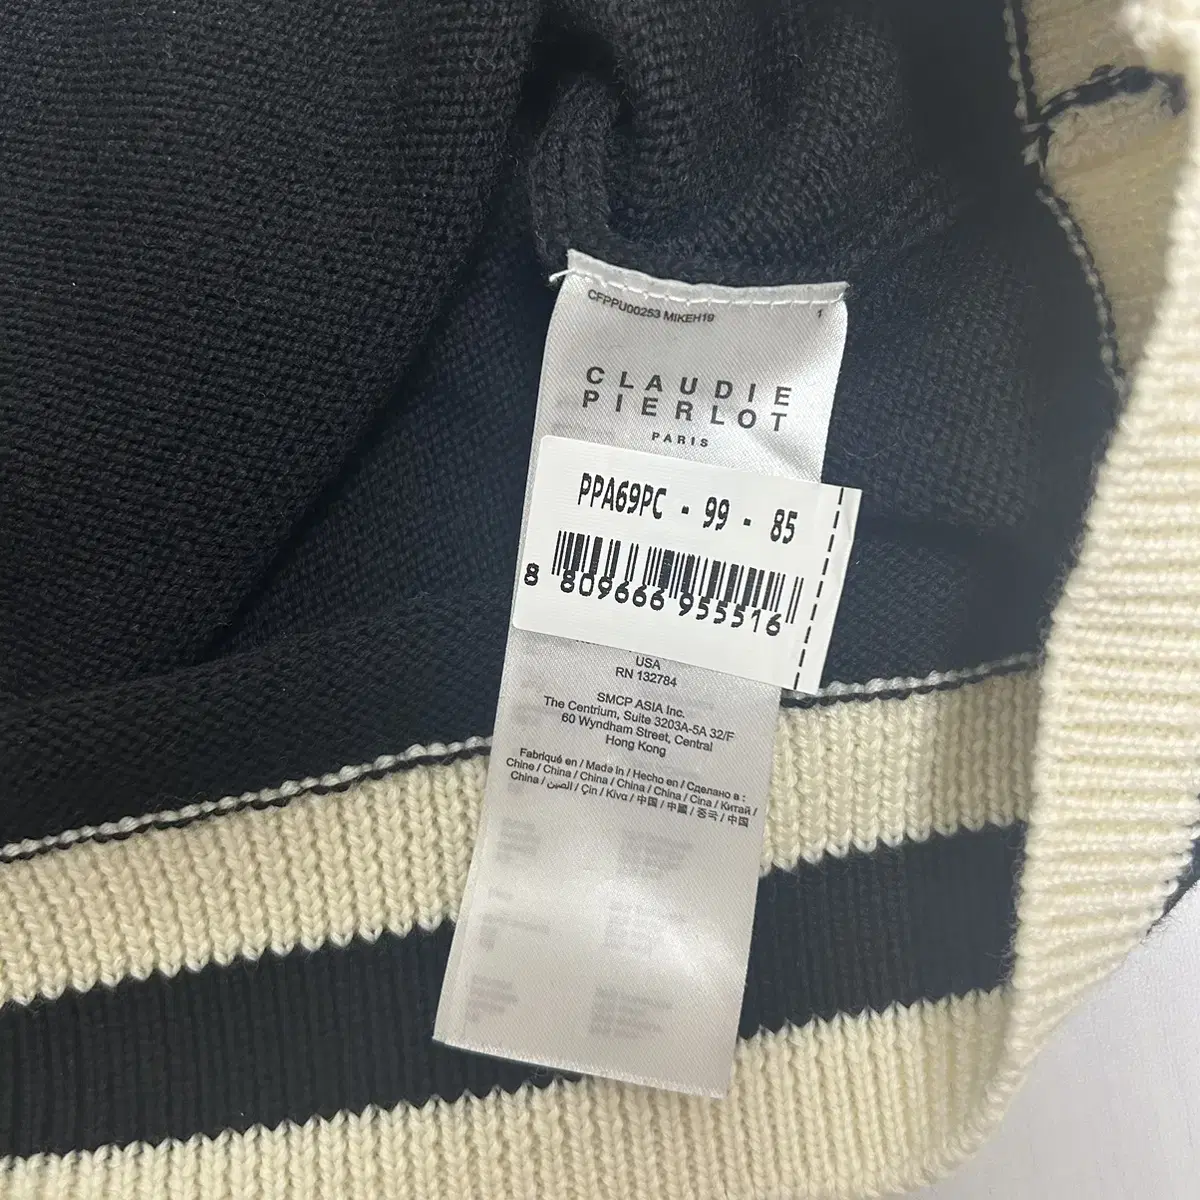 CFPPU00253 MIKEH19 1
CLAUDIE
PIERLOT
PARIS
PPA69PC - 99 - 85
8 809666 955516
USA
RN 132784
SMCP ASIA Inc.
The Centrium, Suite 3203A-5A 32/F
60 Wyndham Street, Central
Hong Kong
Fabriqué en / Made in / Hecho en / Сделано в :
Chine / China / China / China / China / Cina / Китай /
China / الصين / Çin / Κίνα / 中国 / 中國 / 중국 / 中国